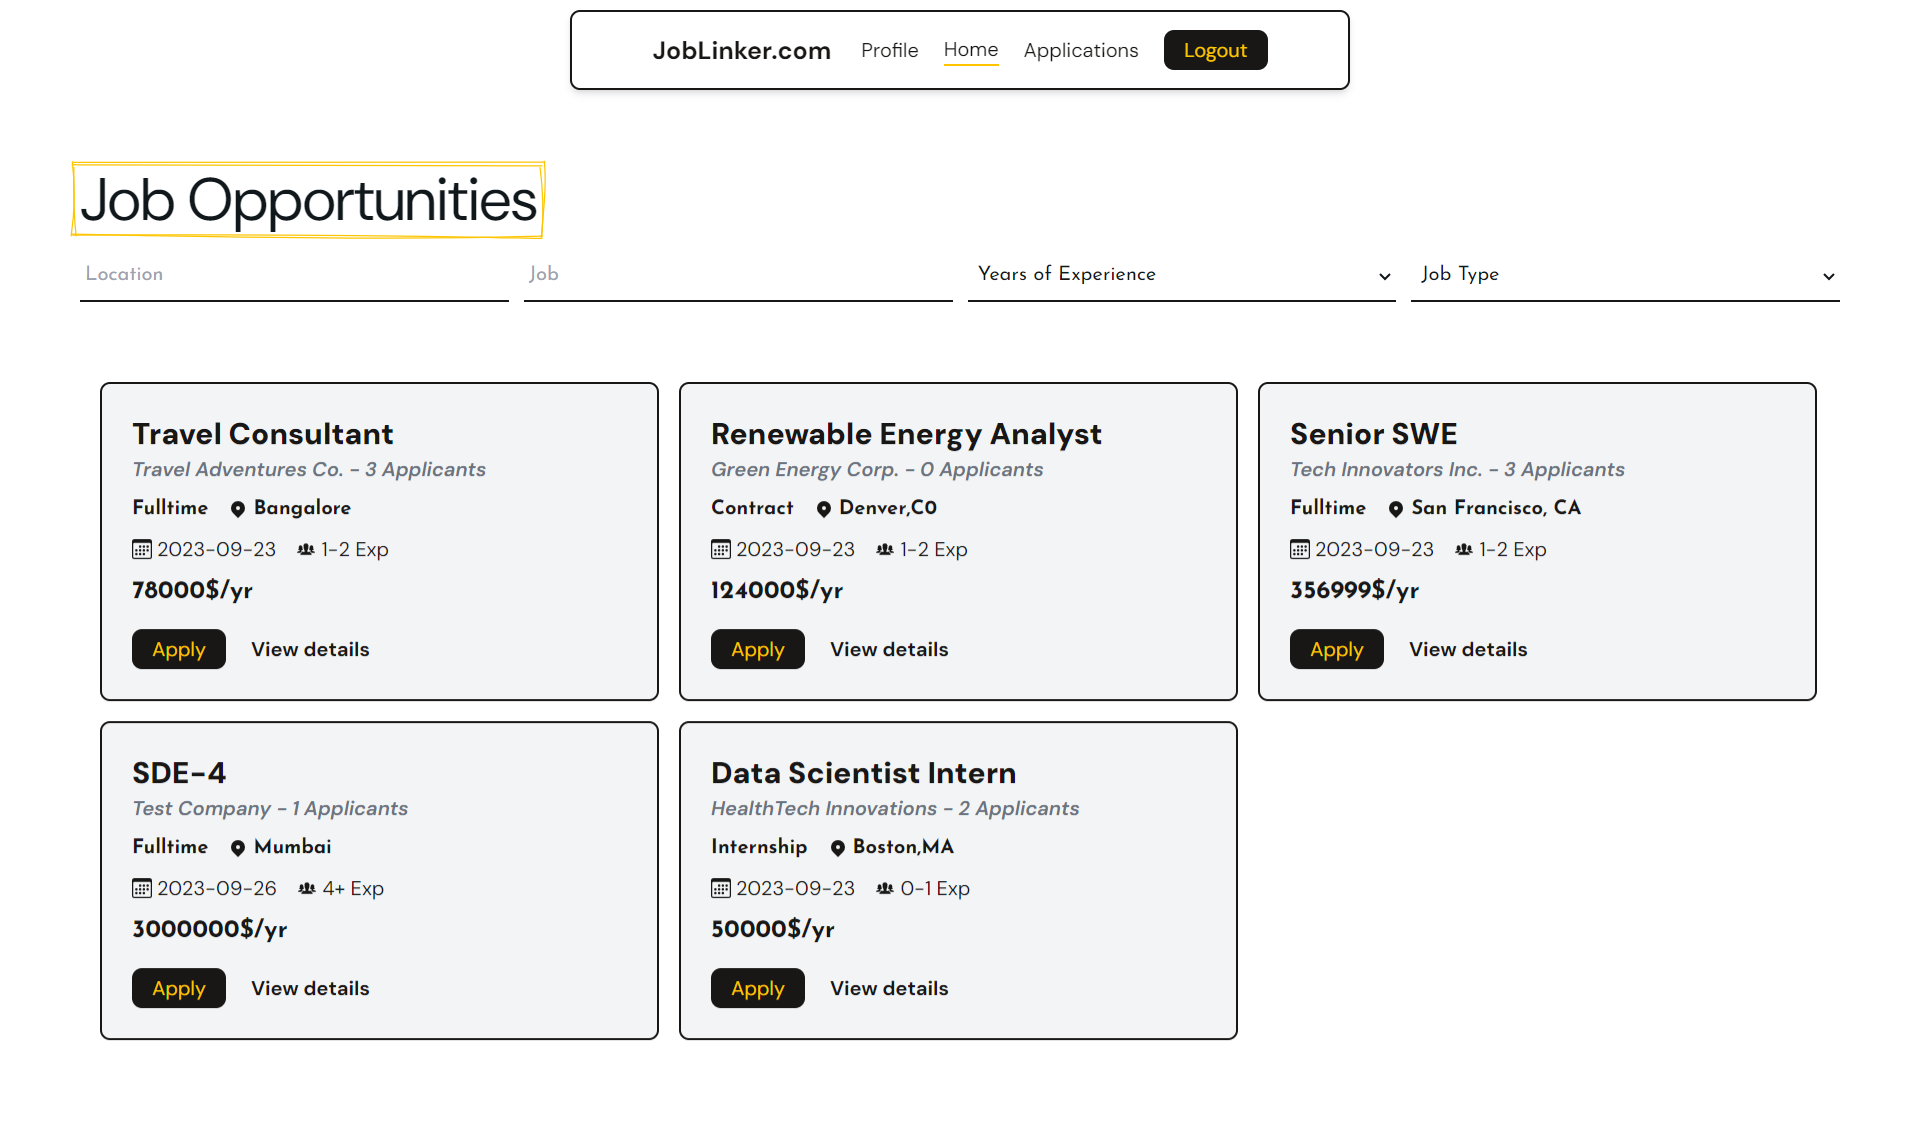 JobLinker.com Profile Home Applications Logout
Job Opportunities
Location Job Years of Experience Job Type
Travel Consultant
Travel Adventures Co. - 3 Applicants
Fulltime Bangalore
2023-09-23 1-2 Exp
78000$/yr
Apply View details
Renewable Energy Analyst
Green Energy Corp. - 0 Applicants
Contract Denver,C0
2023-09-23 1-2 Exp
124000$/yr
Apply View details
Senior SWE
Tech Innovators Inc. - 3 Applicants
Fulltime San Francisco, CA
2023-09-23 1-2 Exp
356999$/yr
Apply View details
SDE-4
Test Company - 1 Applicants
Fulltime Mumbai
2023-09-26 4+ Exp
3000000$/yr
Apply View details
Data Scientist Intern
HealthTech Innovations - 2 Applicants
Internship Boston,MA
2023-09-23 0-1 Exp
50000$/yr
Apply View details